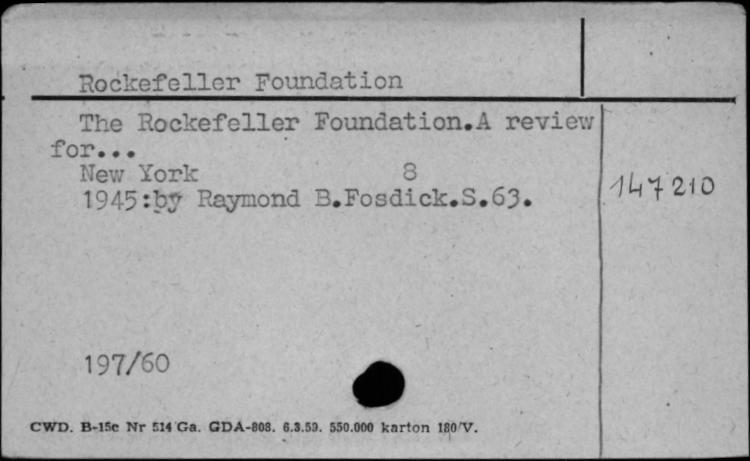 Rockefeller Foundation
The Rockefeller Foundation.A review
for...
New York 8
1945:by Raymond B.Fosdick.S.63.
147210
197/60
CWD. B-15c Nr 514 Ga. GDA-808. 6.3.59. 550.000 karton 180/V.